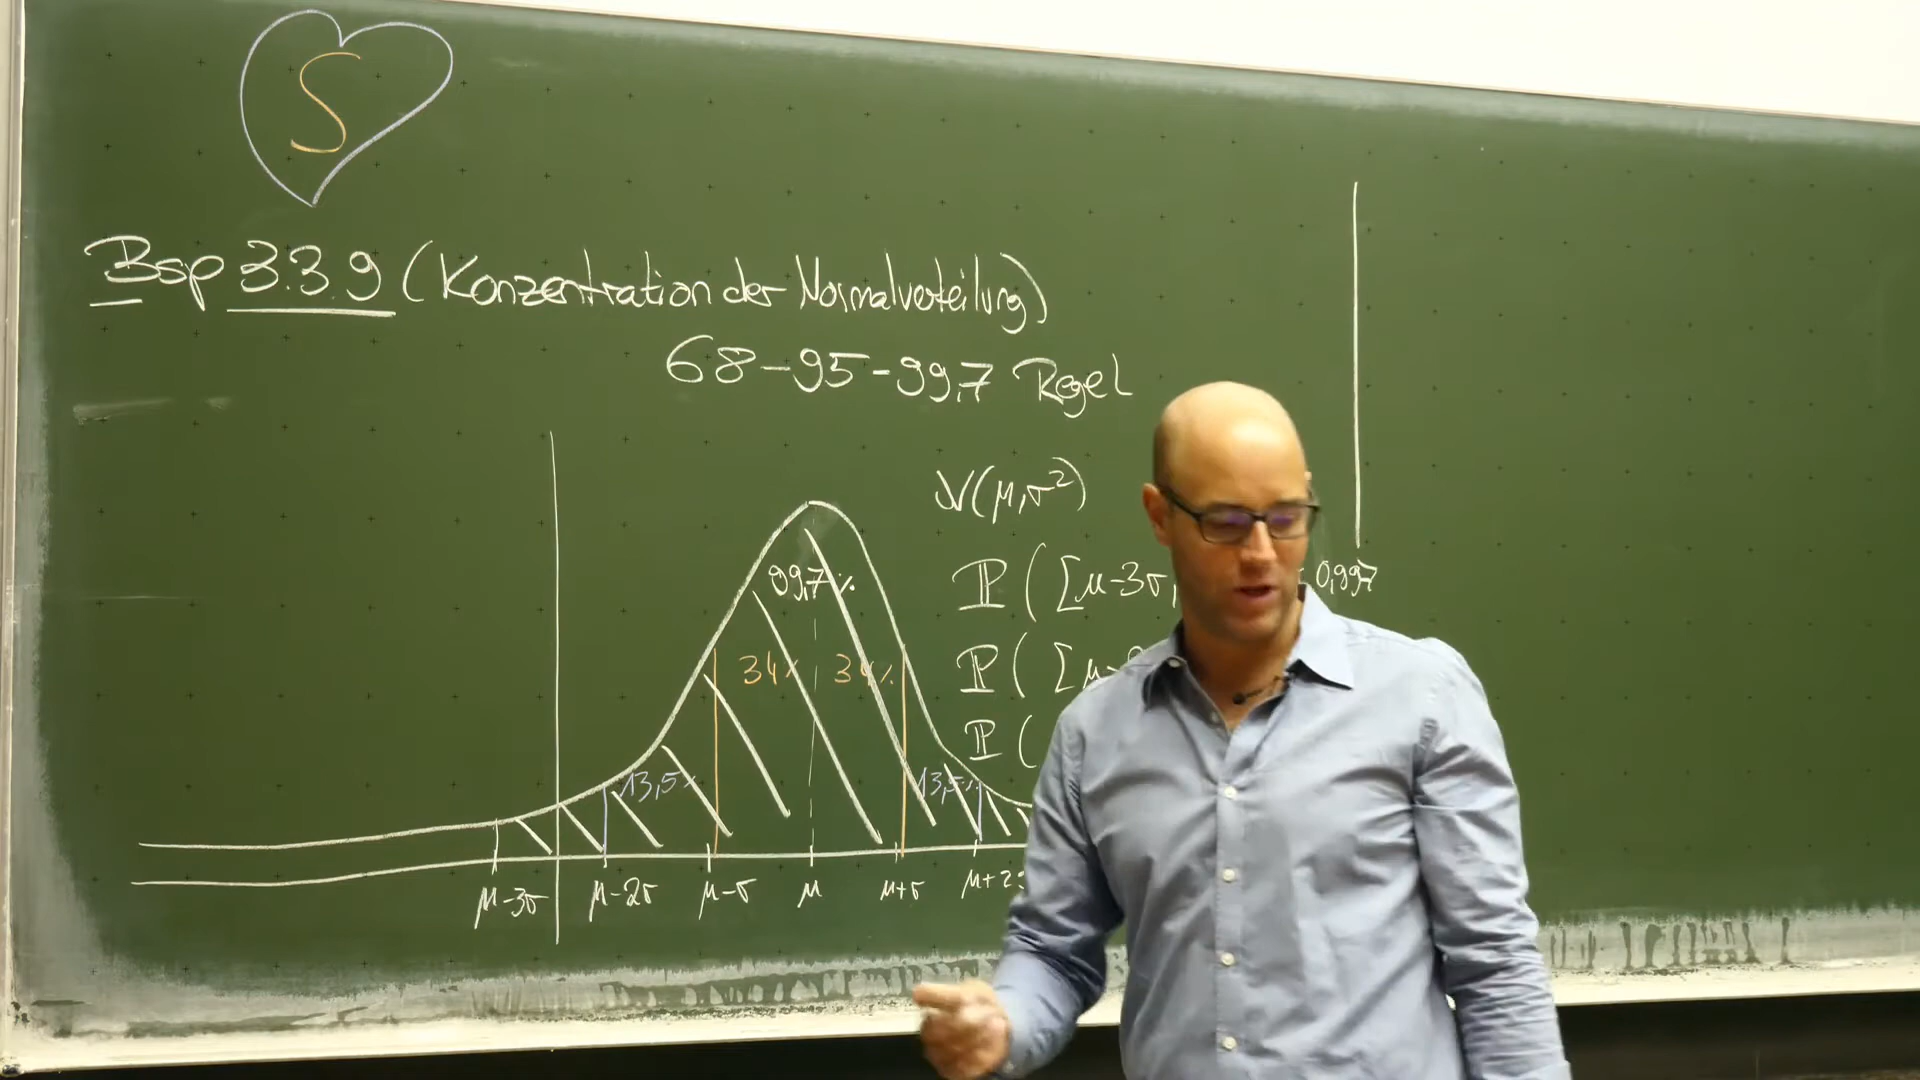 S
Bsp 3.3.9 (Konzentration der Normalverteilung)
68-95-99,7 Regel
N(μ,σ²)
P([μ-3σ, 0,997
99,7%
P([μ-
34% 34%
P(
13,5% 13,5%
μ-3σ μ-2σ μ-σ μ μ+σ μ+2σ